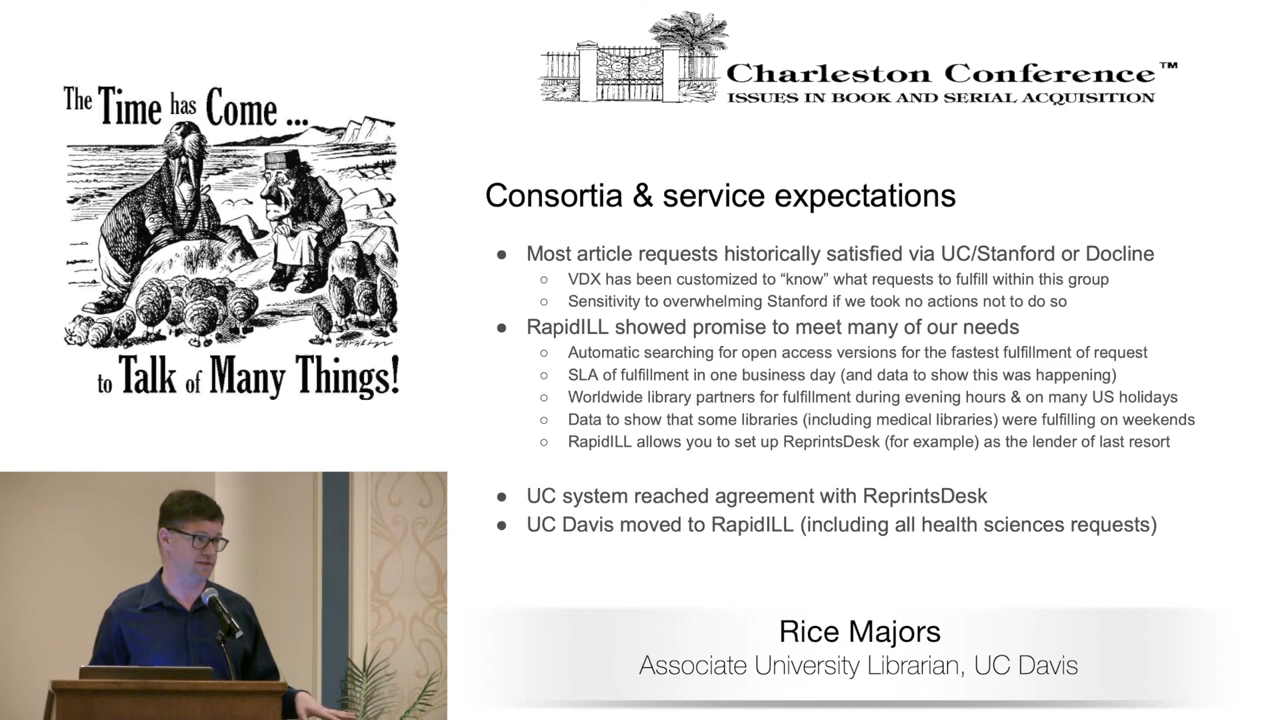 The Time has Come ...
to Talk of Many Things!
Charleston Conference™
ISSUES IN BOOK AND SERIAL ACQUISITION
Consortia & service expectations
● Most article requests historically satisfied via UC/Stanford or Docline
○ VDX has been customized to “know” what requests to fulfill within this group
○ Sensitivity to overwhelming Stanford if we took no actions not to do so
● RapidILL showed promise to meet many of our needs
○ Automatic searching for open access versions for the fastest fulfillment of request
○ SLA of fulfillment in one business day (and data to show this was happening)
○ Worldwide library partners for fulfillment during evening hours & on many US holidays
○ Data to show that some libraries (including medical libraries) were fulfilling on weekends
○ RapidILL allows you to set up ReprintsDesk (for example) as the lender of last resort
● UC system reached agreement with ReprintsDesk
● UC Davis moved to RapidILL (including all health sciences requests)
Rice Majors
Associate University Librarian, UC Davis